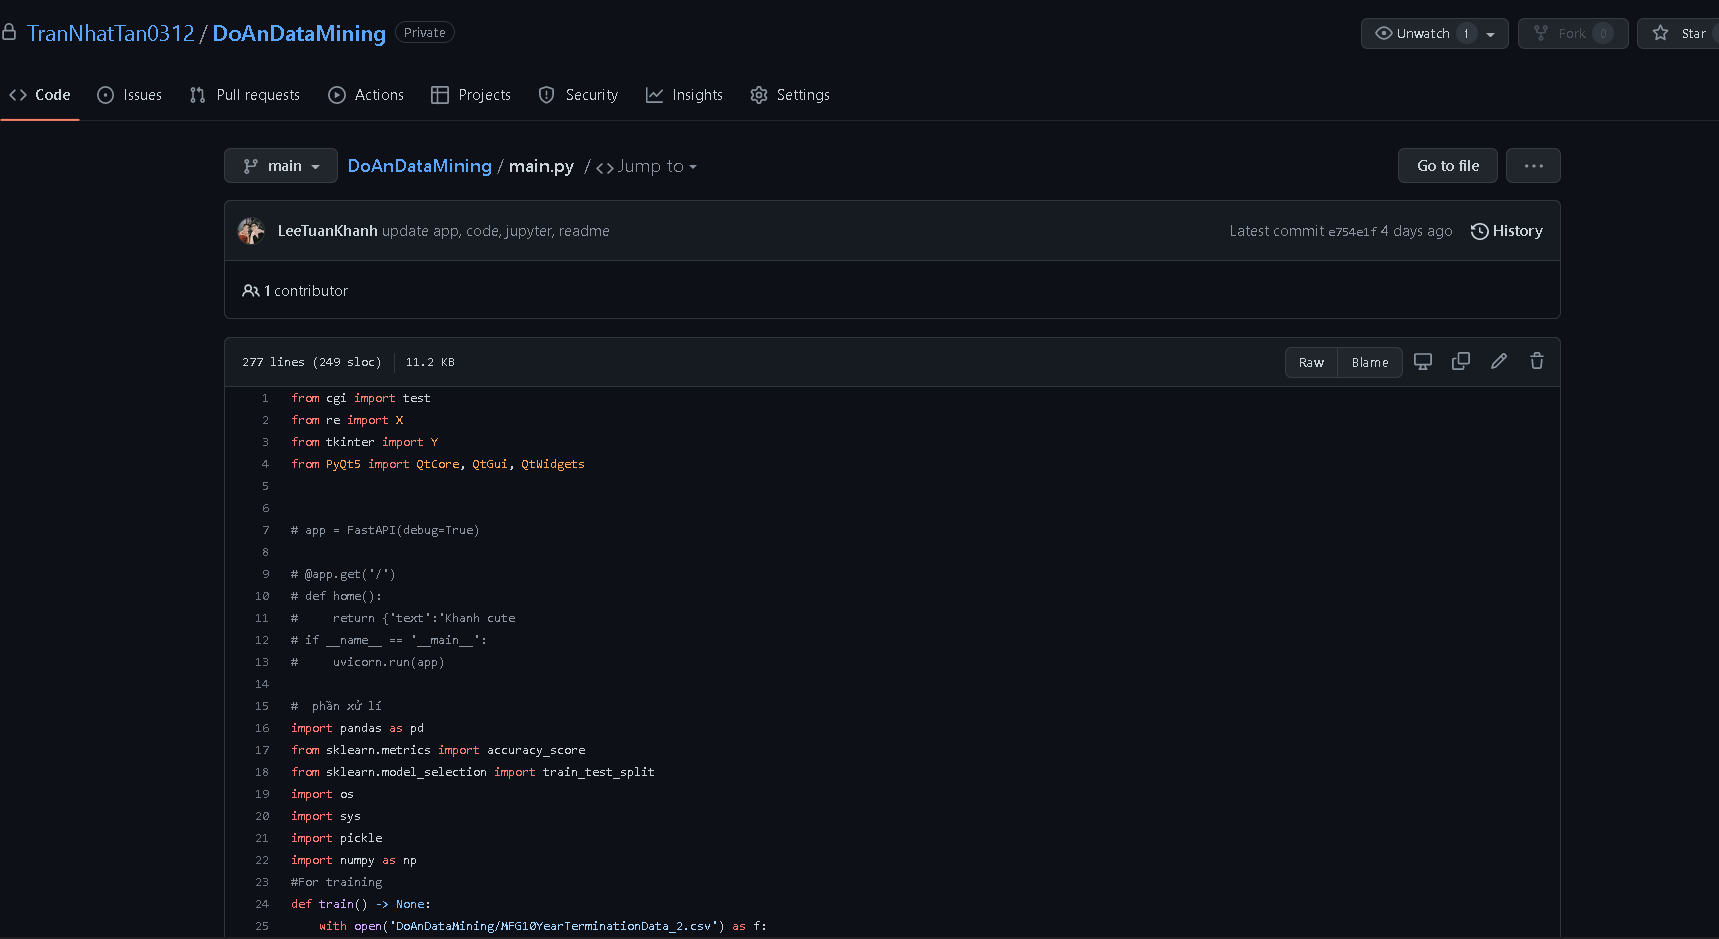 TranNhatTan0312 / DoAnDataMining Private
Unwatch 1 Fork 0 Star
Code Issues Pull requests Actions Projects Security Insights Settings
main DoAnDataMining / main.py / Jump to
Go to file ...
LeeTuanKhanh update app, code, jupyter, readme
Latest commit e754e1f 4 days ago History
1 contributor
277 lines (249 sloc) 11.2 KB
Raw Blame
1 from cgi import test
2 from re import X
3 from tkinter import Y
4 from PyQt5 import QtCore, QtGui, QtWidgets
5
6
7 # app = FastAPI(debug=True)
8
9 # @app.get('/')
10 # def home():
11 #     return {'text':'Khanh cute
12 # if __name__ == '__main__':
13 #     uvicorn.run(app)
14
15 #  phần xử lí
16 import pandas as pd
17 from sklearn.metrics import accuracy_score
18 from sklearn.model_selection import train_test_split
19 import os
20 import sys
21 import pickle
22 import numpy as np
23 #For training
24 def train() -> None:
25     with open('DoAnDataMining/MFG10YearTerminationData_2.csv') as f: